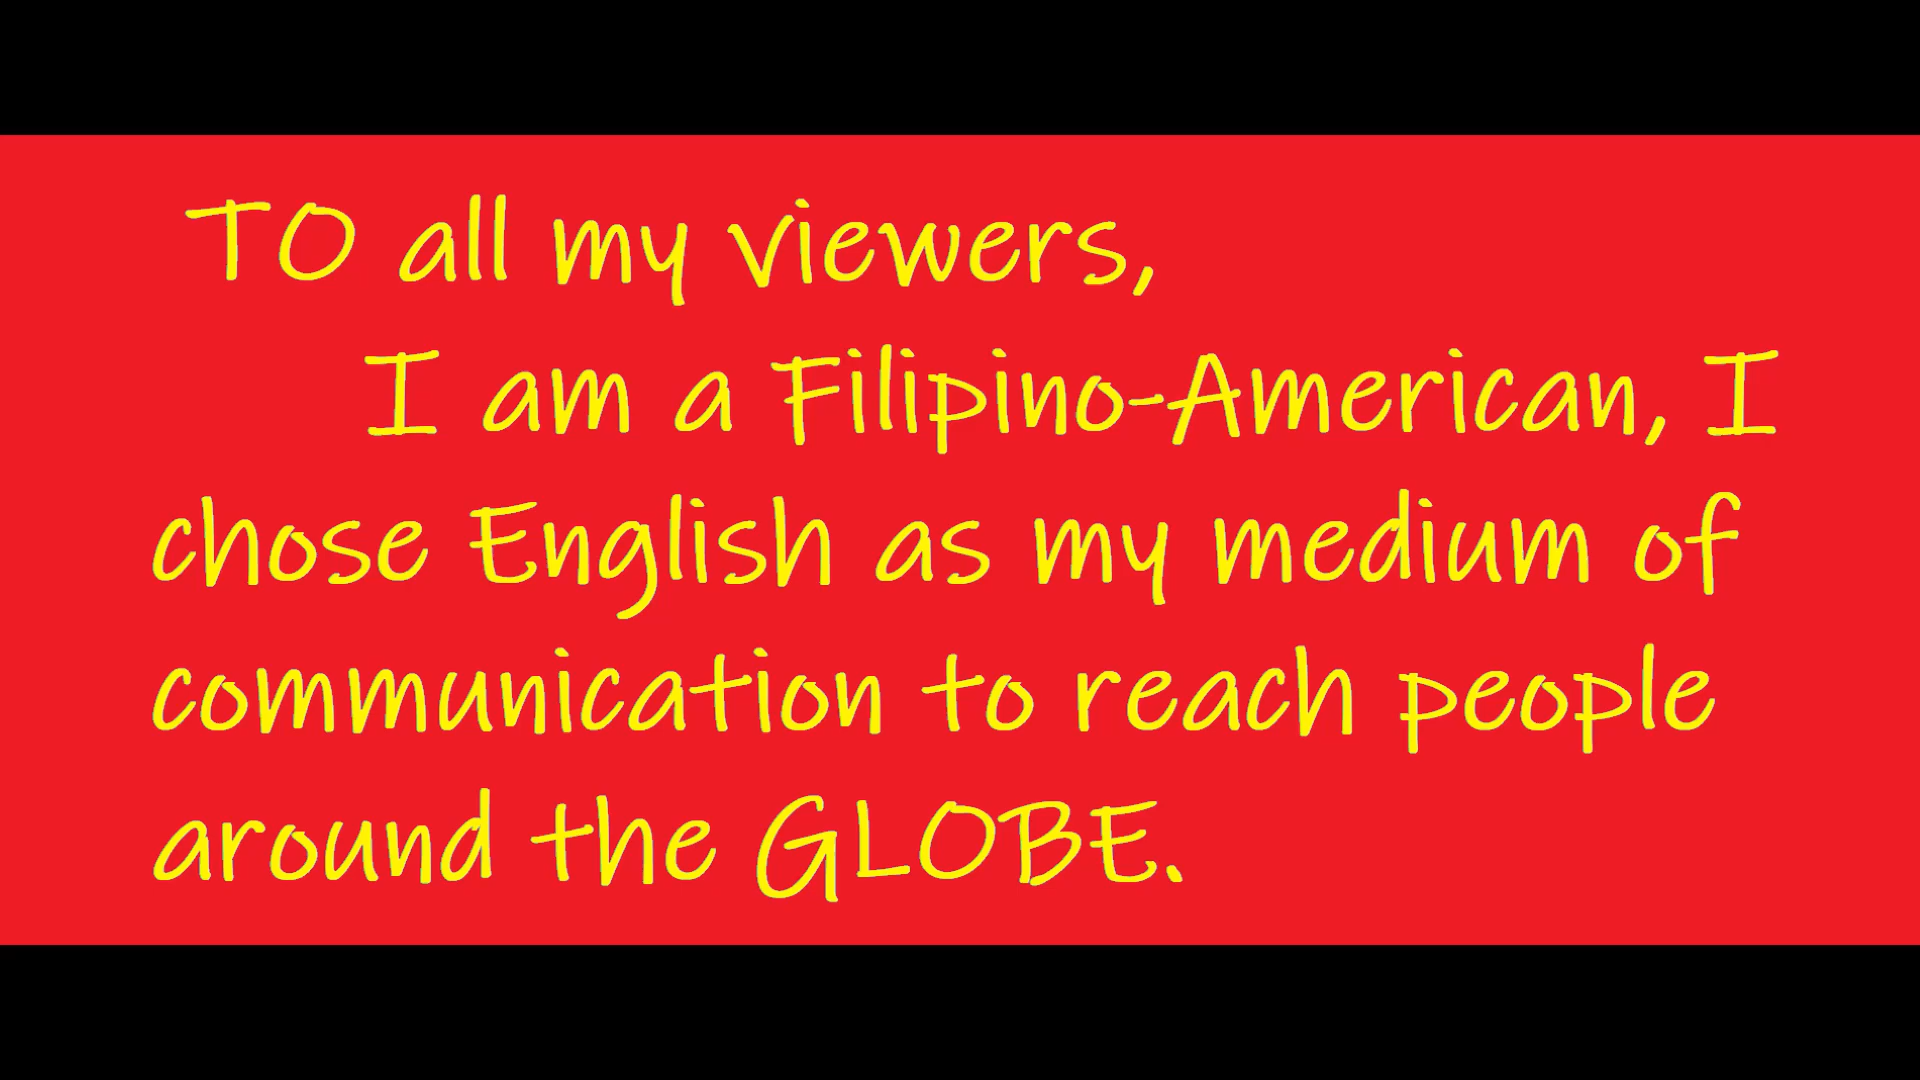 TO all my viewers,
I am a Filipino-American, I
chose English as my medium of
communication to reach people
around the GLOBE.